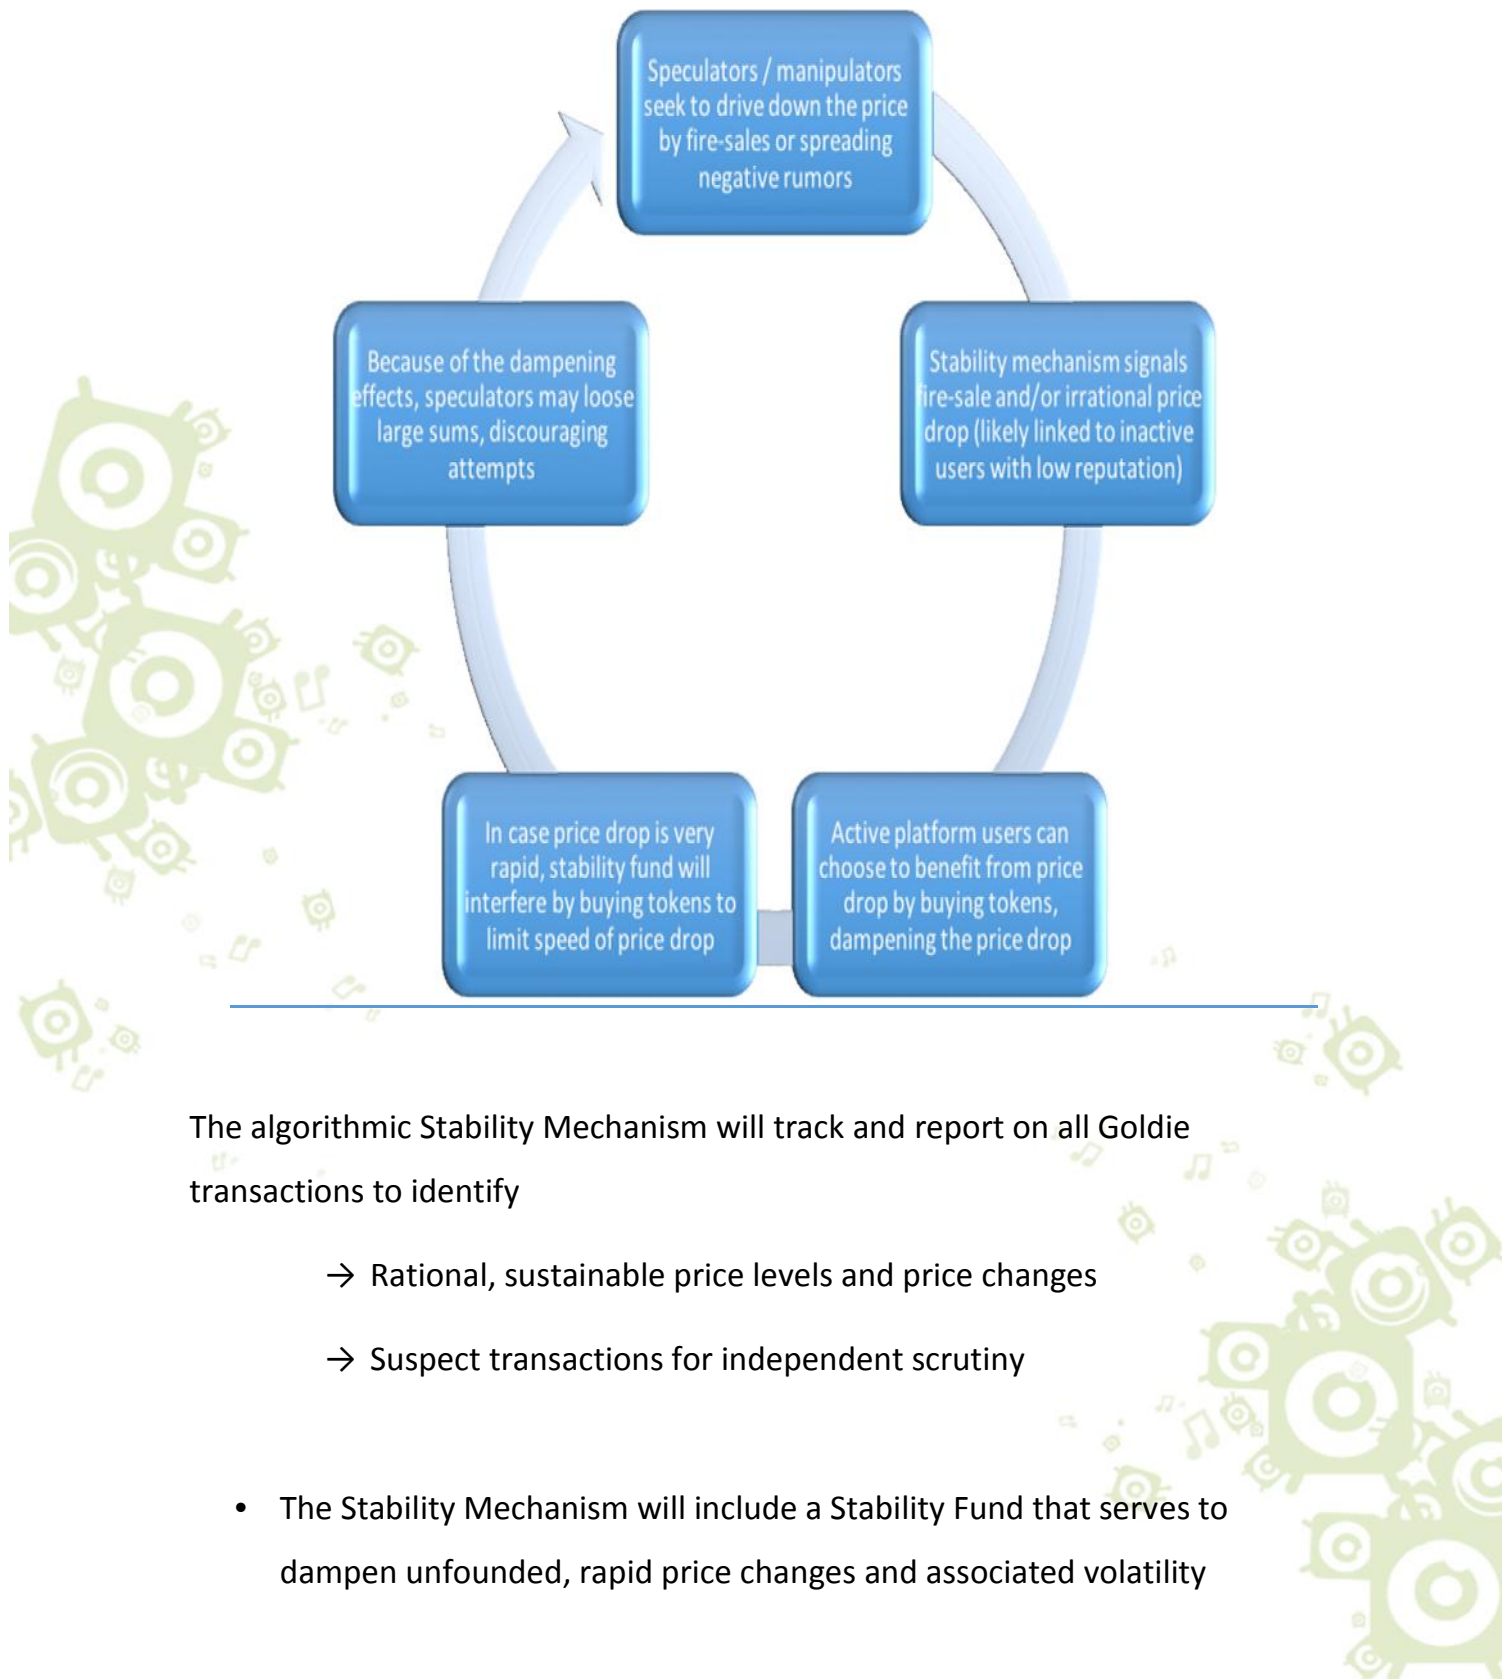 Speculators / manipulators
seek to drive down the price
by fire-sales or spreading
negative rumors
Stability mechanism signals
fire-sale and/or irrational price
drop (likely linked to inactive
users with low reputation)
Active platform users can
choose to benefit from price
drop by buying tokens,
dampening the price drop
In case price drop is very
rapid, stability fund will
interfere by buying tokens to
limit speed of price drop
Because of the dampening
effects, speculators may loose
large sums, discouraging
attempts
The algorithmic Stability Mechanism will track and report on all Goldie
transactions to identify
→ Rational, sustainable price levels and price changes
→ Suspect transactions for independent scrutiny
• The Stability Mechanism will include a Stability Fund that serves to
dampen unfounded, rapid price changes and associated volatility